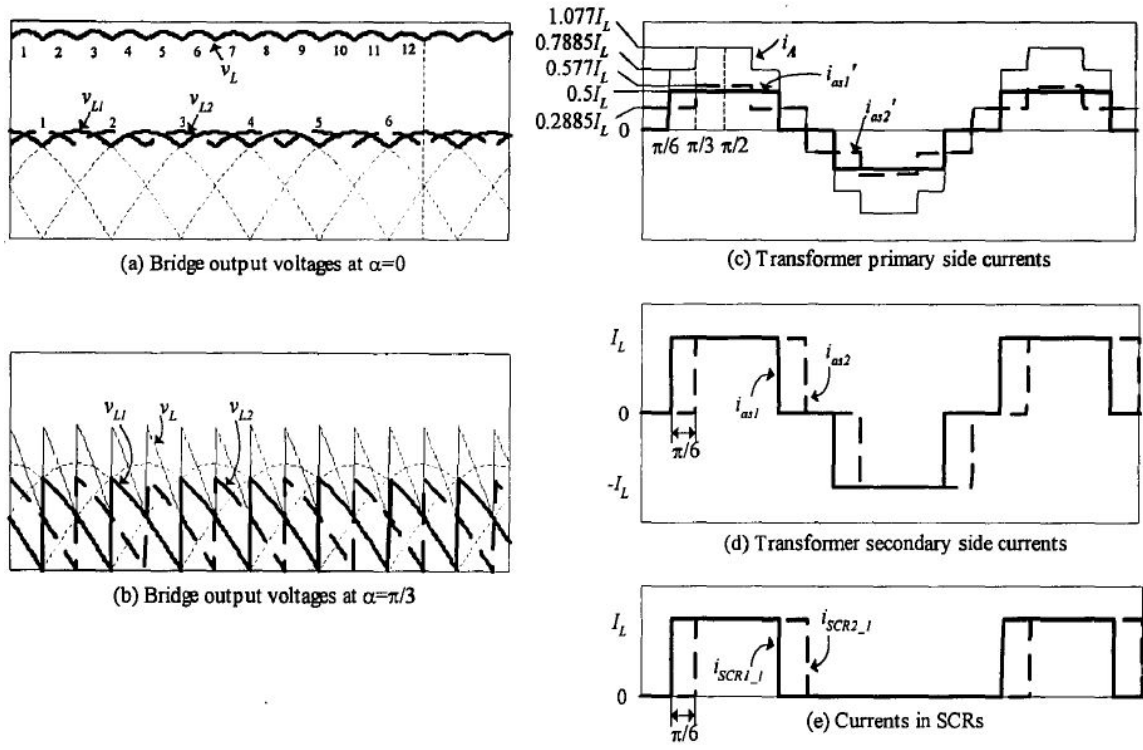 1 2 3 4 5 6 7 8 9 10 11 12
v_L
v_L1
v_L2
1 2 3 4 5 6
(a) Bridge output voltages at α=0
v_L1
v_L
v_L2
(b) Bridge output voltages at α=π/3
1.077I_L
0.7885I_L
0.577I_L
0.5I_L
0.2885I_L
0
i_A
i_as1'
i_as2'
π/6 π/3 π/2
(c) Transformer primary side currents
I_L
0
-I_L
i_as2
i_as1
π/6
(d) Transformer secondary side currents
I_L
0
i_SCR2_1
i_SCR1_1
π/6
(e) Currents in SCRs